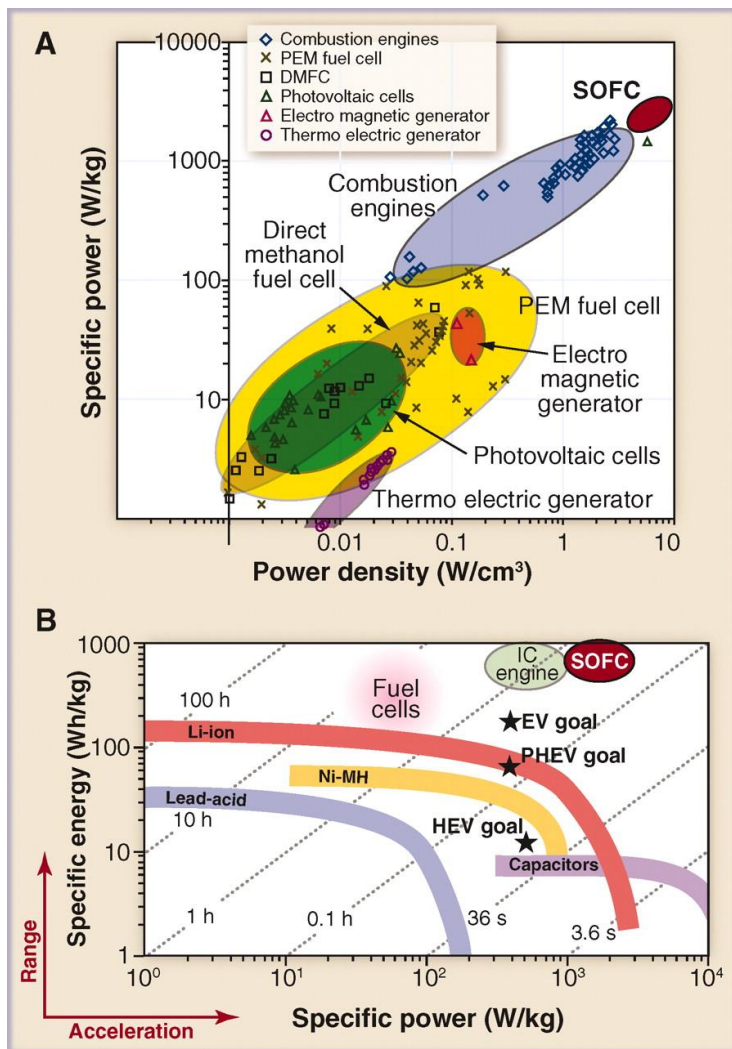 A
Combustion engines
PEM fuel cell
DMFC
Photovoltaic cells
Electro magnetic generator
Thermo electric generator
10000
1000
100
10
Specific power (W/kg)
SOFC
Combustion
engines
Direct
methanol
fuel cell
PEM fuel cell
Electro
magnetic
generator
Photovoltaic cells
Thermo electric generator
0.01
0.1
1
10
Power density (W/cm³)
B
1000
100
10
1
Specific energy (Wh/kg)
IC
engine
SOFC
Fuel
cells
100 h
Li-ion
EV goal
PHEV goal
Ni-MH
Lead-acid
10 h
HEV goal
Capacitors
1 h
0.1 h
36 s
3.6 s
10⁰
10¹
10²
10³
10⁴
Specific power (W/kg)
Range
Acceleration